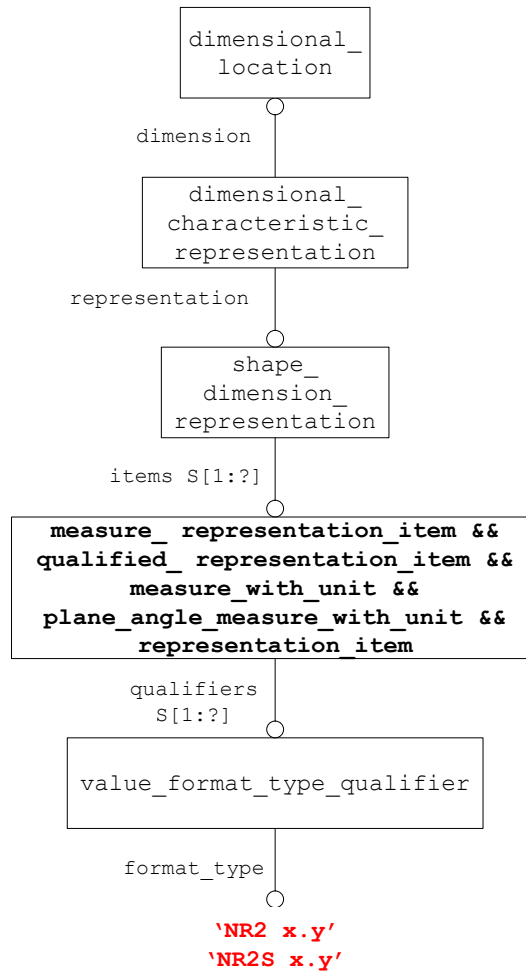 dimensional_
location
dimension
dimensional_
characteristic_
representation
representation
shape_
dimension_
representation
items S[1:?]
measure_ representation_item &&
qualified_ representation_item &&
measure_with_unit &&
plane_angle_measure_with_unit &&
representation_item
qualifiers
S[1:?]
value_format_type_qualifier
format_type
‘NR2 x.y’
‘NR2S x.y’